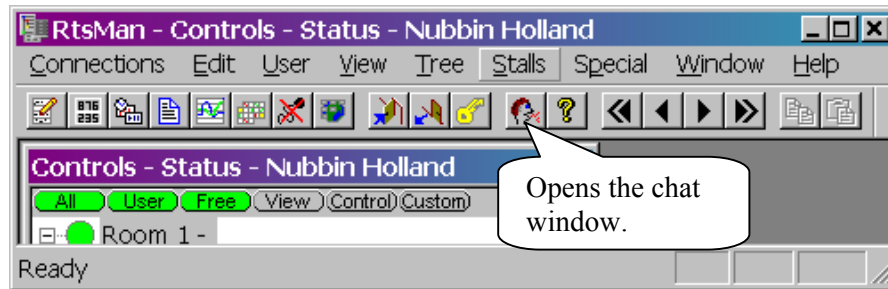 RtsMan - Controls - Status - Nubbin Holland
Connections Edit User View Tree Stalls Special Window Help
876
235
?
Controls - Status - Nubbin Holland
All User Free View Control Custom
Opens the chat
window.
Room 1 -
Ready